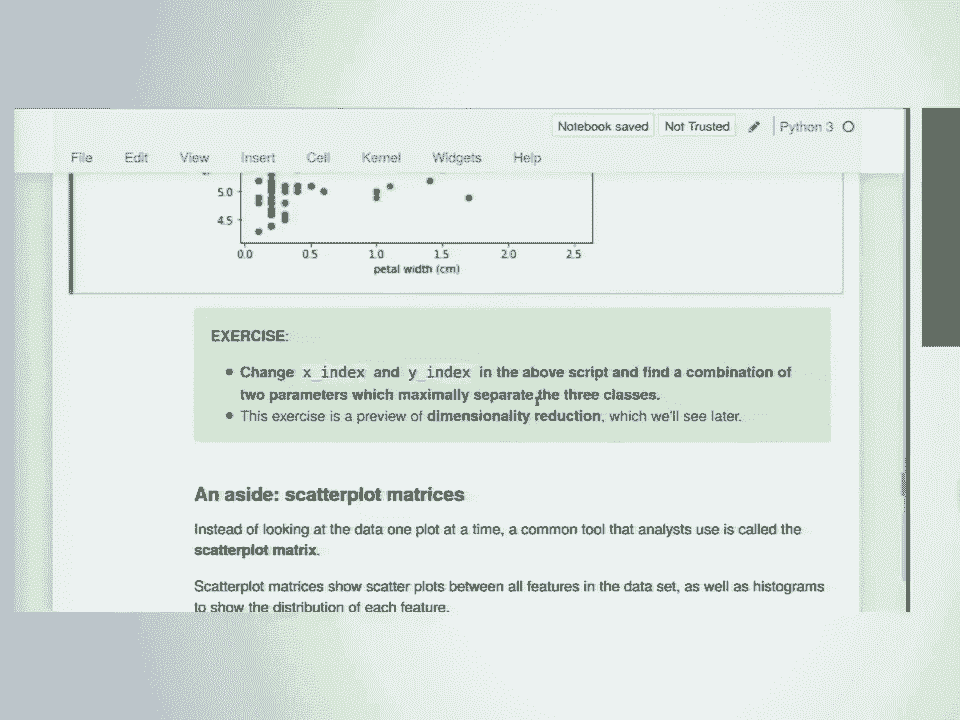 Notebook saved Not Trusted Python 3
File Edit View Insert Cell Kernel Widgets Help
5.0
4.5
0.0 0.5 1.0 1.5 2.0 2.5
petal width (cm)
EXERCISE:
• Change x_index and y_index in the above script and find a combination of
two parameters which maximally separate the three classes.
• This exercise is a preview of dimensionality reduction, which we'll see later.
An aside: scatterplot matrices
Instead of looking at the data one plot at a time, a common tool that analysts use is called the
scatterplot matrix.
Scatterplot matrices show scatter plots between all features in the data set, as well as histograms
to show the distribution of each feature.